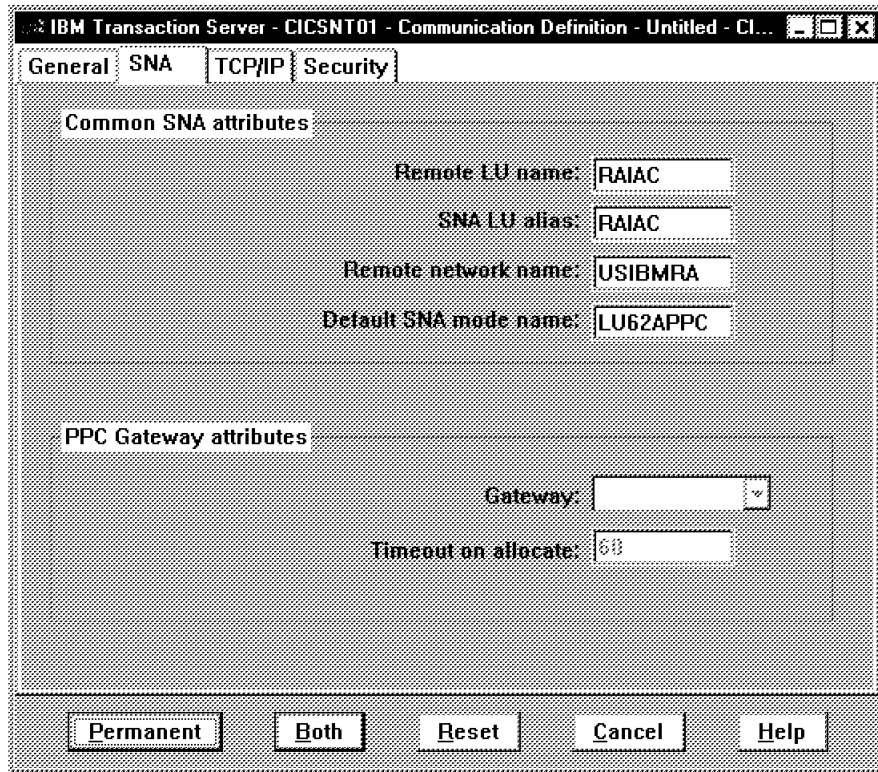 IBM Transaction Server - CICSNT01 - Communication Definition - Untitled - CI...
General SNA TCP/IP Security
Common SNA attributes
Remote LU name: RAIAC
SNA LU alias: RAIAC
Remote network name: USIBMRA
Default SNA mode name: LU62APPC
PPC Gateway attributes
Gateway:
Timeout on allocate: 60
Permanent Both Reset Cancel Help